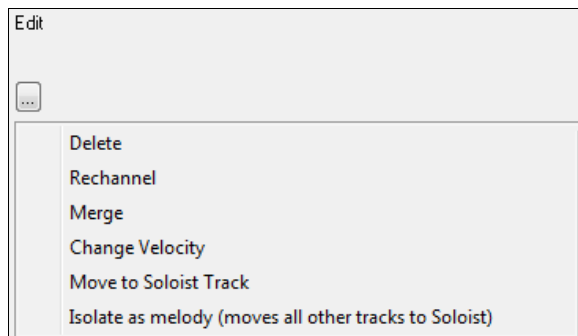 Edit
...
Delete
Rechannel
Merge
Change Velocity
Move to Soloist Track
Isolate as melody (moves all other tracks to Soloist)